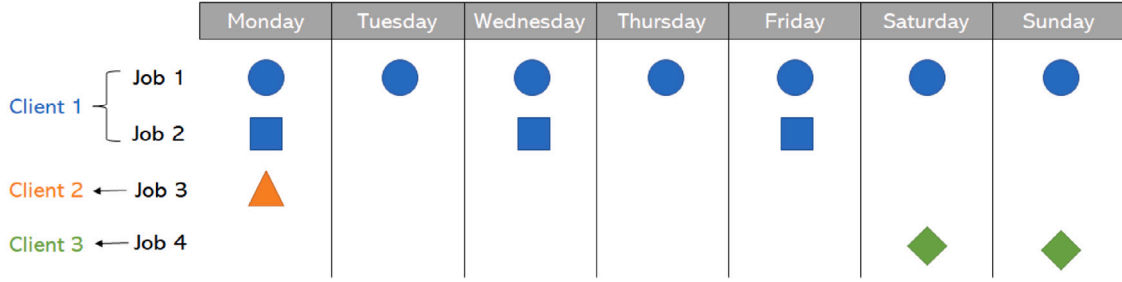 Monday Tuesday Wednesday Thursday Friday Saturday Sunday
Job 1
Client 1
Job 2
Client 2 Job 3
Client 3 Job 4